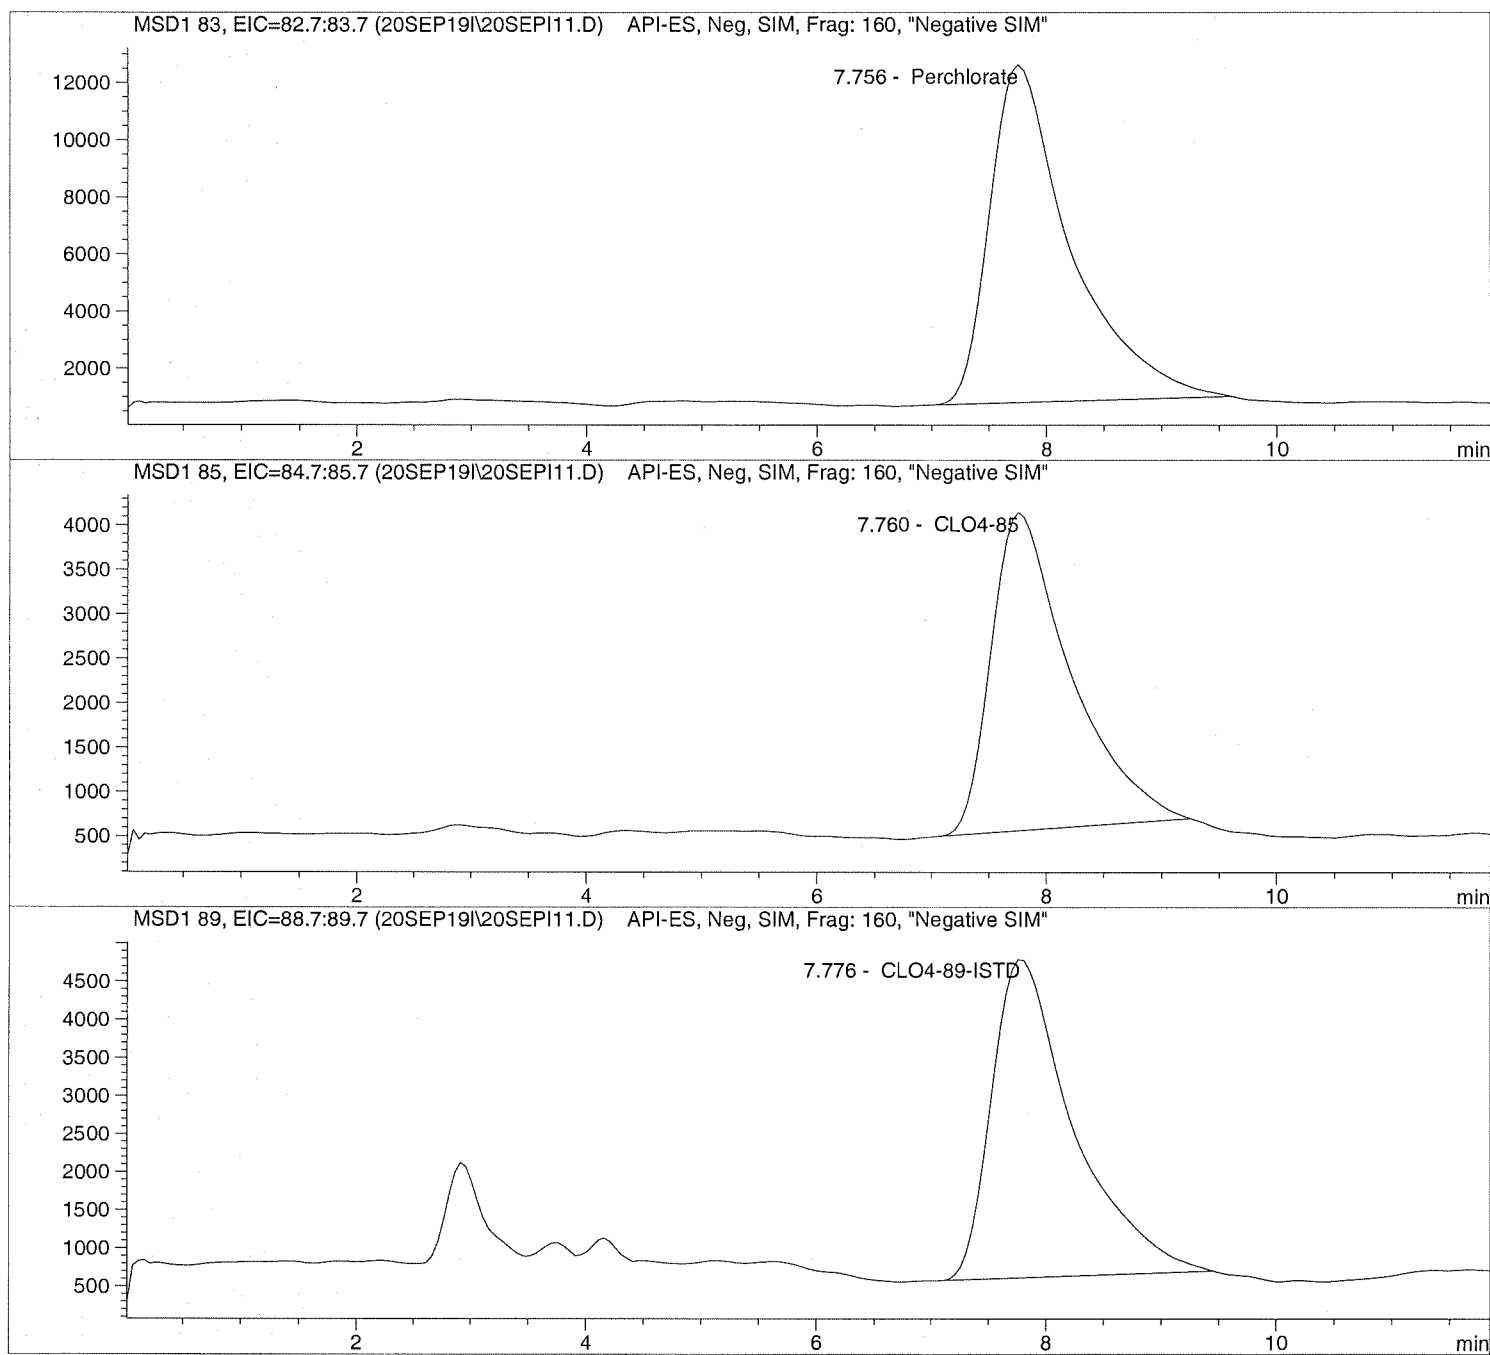 MSD1 83, EIC=82.7:83.7 (20SEP19I\20SEPI11.D) API-ES, Neg, SIM, Frag: 160, "Negative SIM"
7.756 - Perchlorate
12000
10000
8000
6000
4000
2000
2 4 6 8 10 min
MSD1 85, EIC=84.7:85.7 (20SEP19I\20SEPI11.D) API-ES, Neg, SIM, Frag: 160, "Negative SIM"
7.760 - CLO4-85
4000
3500
3000
2500
2000
1500
1000
500
2 4 6 8 10 min
MSD1 89, EIC=88.7:89.7 (20SEP19I\20SEPI11.D) API-ES, Neg, SIM, Frag: 160, "Negative SIM"
7.776 - CLO4-89-ISTD
4500
4000
3500
3000
2500
2000
1500
1000
500
2 4 6 8 10 min